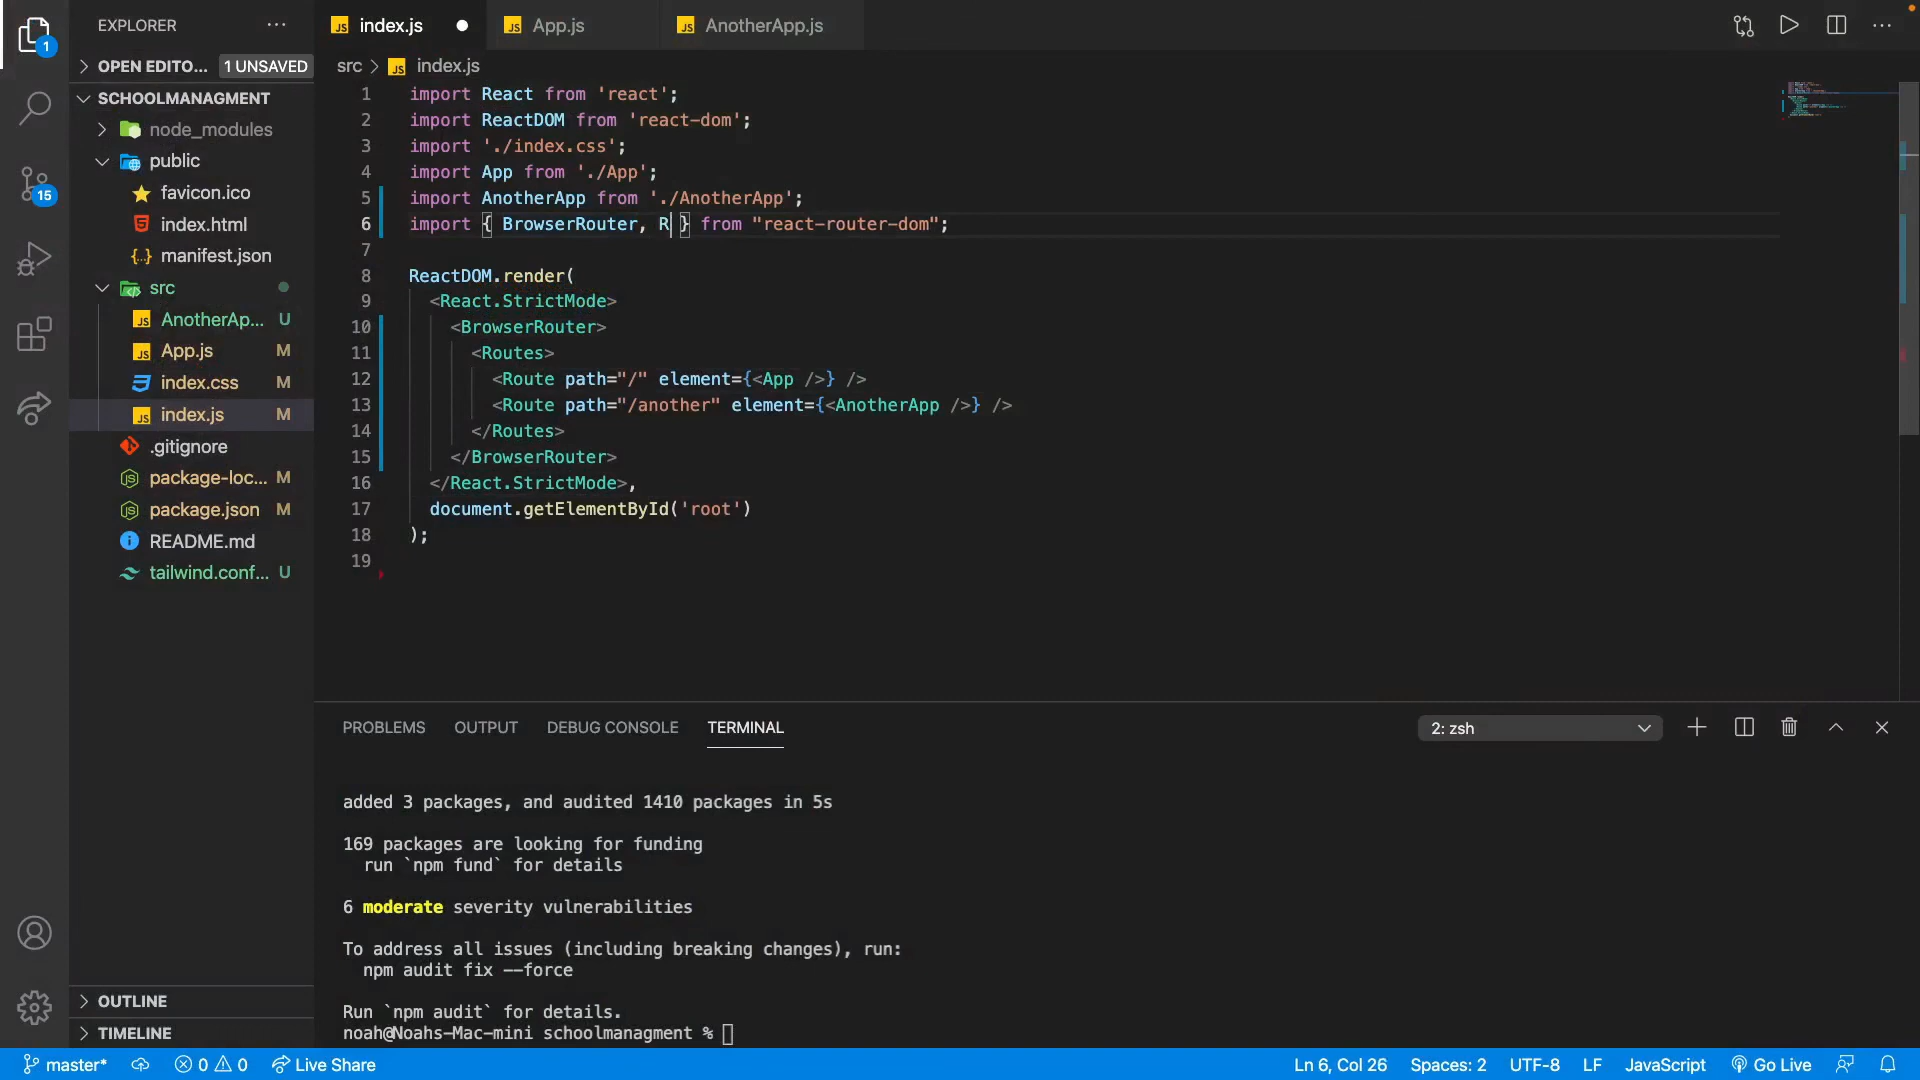 EXPLORER
OPEN EDITO... 1 UNSAVED
SCHOOLMANAGMENT
node_modules
public
favicon.ico
index.html
manifest.json
src
AnotherAp... U
App.js M
index.css M
index.js M
.gitignore
package-loc... M
package.json M
README.md
tailwind.conf... U
OUTLINE
TIMELINE
1
15
index.js
App.js
AnotherApp.js
src > index.js
1 import React from 'react';
2 import ReactDOM from 'react-dom';
3 import './index.css';
4 import App from './App';
5 import AnotherApp from './AnotherApp';
6 import { BrowserRouter, R } from "react-router-dom";
7
8 ReactDOM.render(
9 <React.StrictMode>
10 <BrowserRouter>
11 <Routes>
12 <Route path="/" element={<App />} />
13 <Route path="/another" element={<AnotherApp />} />
14 </Routes>
15 </BrowserRouter>
16 </React.StrictMode>,
17 document.getElementById('root')
18 );
19
PROBLEMS OUTPUT DEBUG CONSOLE TERMINAL 2: zsh
added 3 packages, and audited 1410 packages in 5s
169 packages are looking for funding
run `npm fund` for details
6 moderate severity vulnerabilities
To address all issues (including breaking changes), run:
npm audit fix --force
Run `npm audit` for details.
noah@Noahs-Mac-mini schoolmanagment %
master* 0 0 Live Share Ln 6, Col 26 Spaces: 2 UTF-8 LF JavaScript Go Live